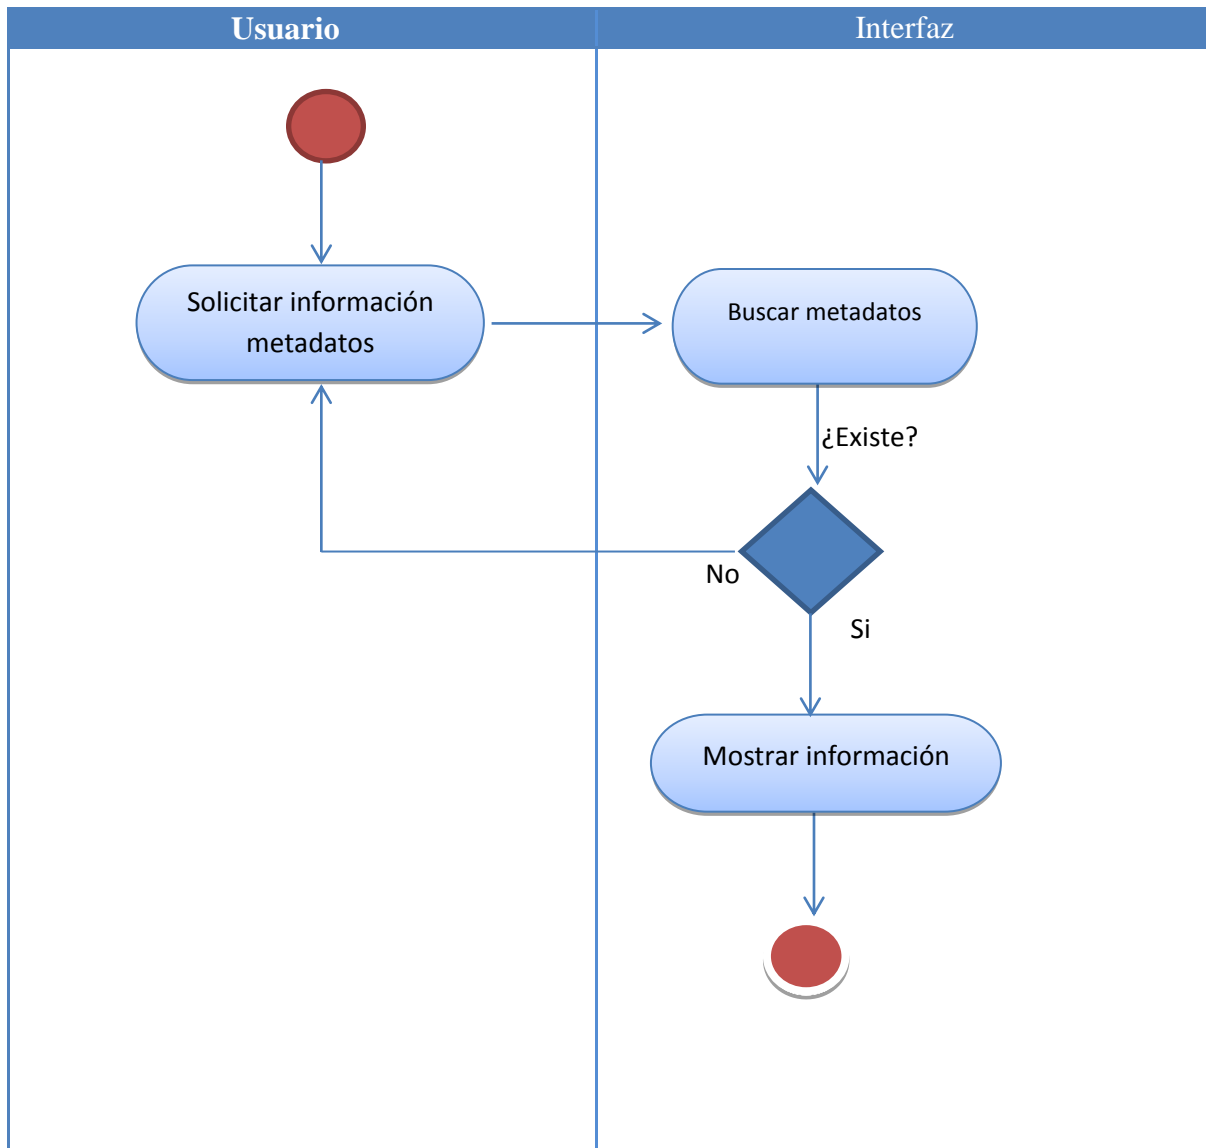 Usuario
Interfaz
Solicitar información
metadatos
Buscar metadatos
¿Existe?
No
Si
Mostrar información